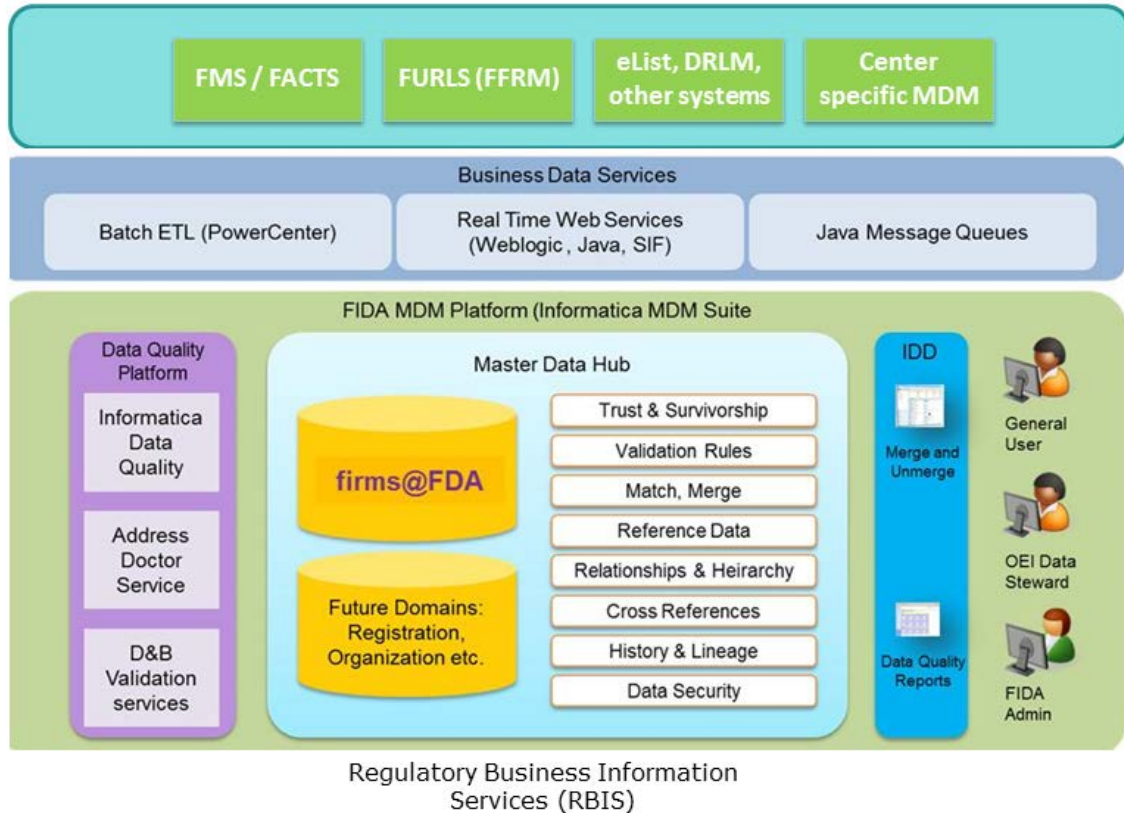 FMS / FACTS
FURLS (FFRM)
eList, DRLM,
other systems
Center
specific MDM
Business Data Services
Batch ETL (PowerCenter)
Real Time Web Services
(Weblogic , Java, SIF)
Java Message Queues
FIDA MDM Platform (Informatica MDM Suite
Data Quality
Platform
Informatica
Data
Quality
Address
Doctor
Service
D&B
Validation
services
Master Data Hub
firms@FDA
Future Domains:
Registration,
Organization etc.
Trust & Survivorship
Validation Rules
Match, Merge
Reference Data
Relationships & Heirarchy
Cross References
History & Lineage
Data Security
IDD
Merge and
Unmerge
Data Quality
Reports
General
User
OEI Data
Steward
FIDA
Admin
Regulatory Business Information
Services (RBIS)